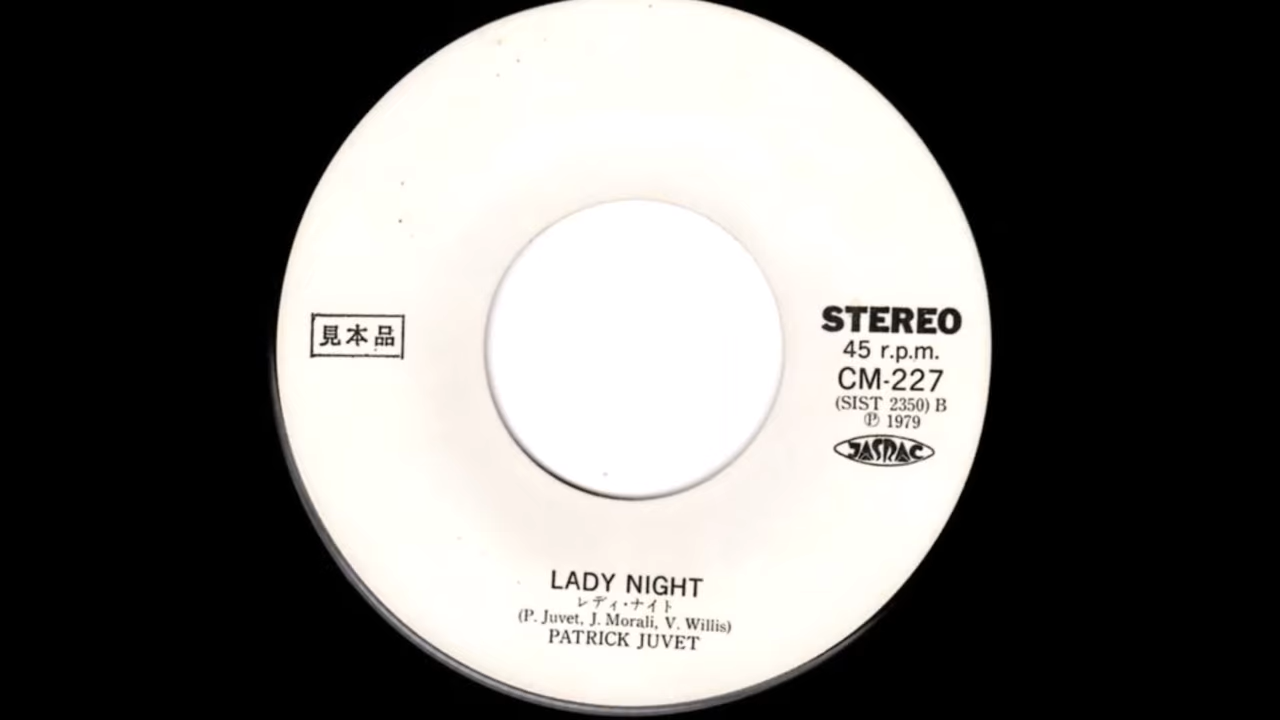 見本品
STEREO
45 r.p.m.
CM-227
(SIST 2350) B
Ⓟ 1979
JASRAC
LADY NIGHT
レディ・ナイト
(P. Juvet, J. Morali, V. Willis)
PATRICK JUVET